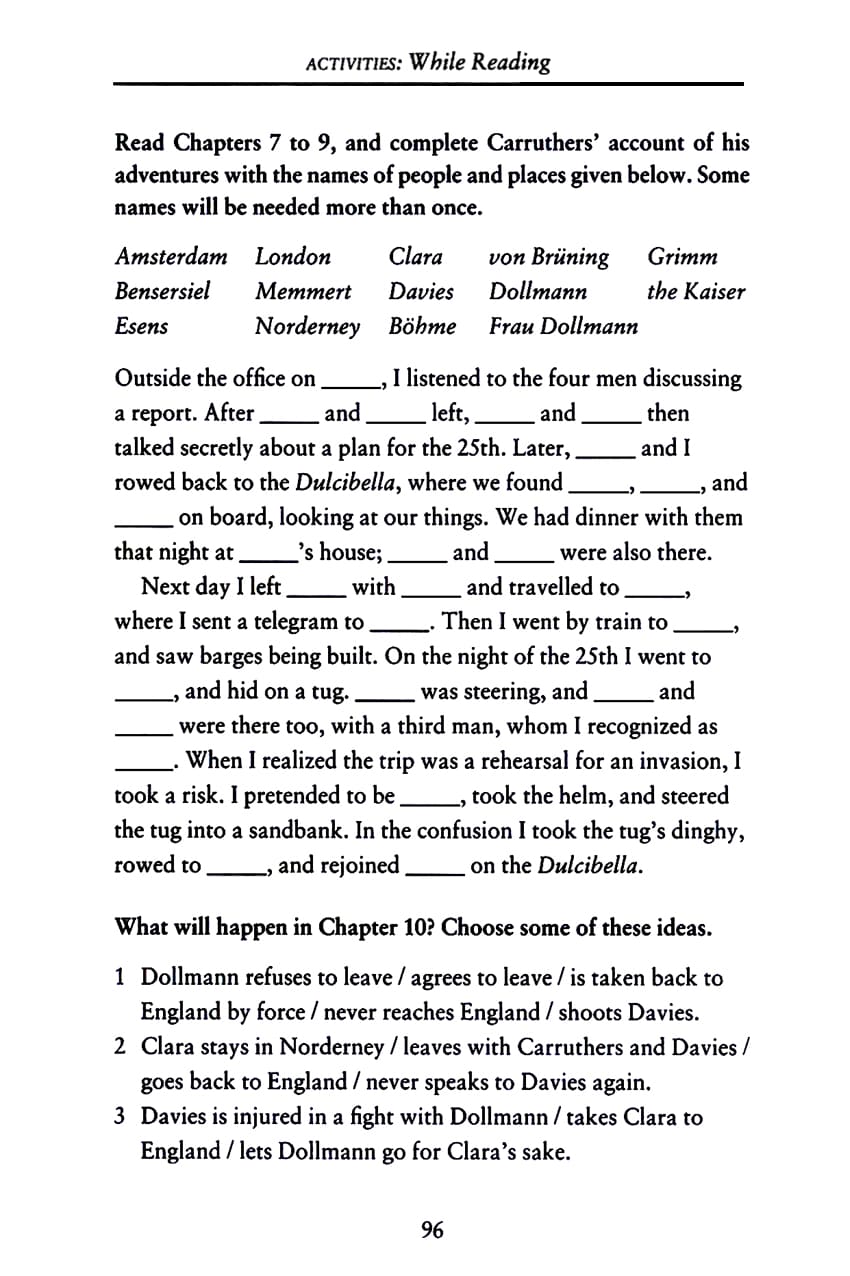 ACTIVITIES: While Reading
Read Chapters 7 to 9, and complete Carruthers' account of his
adventures with the names of people and places given below. Some
names will be needed more than once.
Amsterdam London Clara von Brüning Grimm
Bensersiel Memmert Davies Dollmann the Kaiser
Esens Norderney Böhme Frau Dollmann
Outside the office on _____, I listened to the four men discussing
a report. After _____ and _____ left, _____ and _____ then
talked secretly about a plan for the 25th. Later, _____ and I
rowed back to the Dulcibella, where we found _____, _____, and
_____ on board, looking at our things. We had dinner with them
that night at _____'s house; _____ and _____ were also there.
Next day I left _____ with _____ and travelled to _____,
where I sent a telegram to _____. Then I went by train to _____,
and saw barges being built. On the night of the 25th I went to
_____, and hid on a tug. _____ was steering, and _____ and
_____ were there too, with a third man, whom I recognized as
_____. When I realized the trip was a rehearsal for an invasion, I
took a risk. I pretended to be _____, took the helm, and steered
the tug into a sandbank. In the confusion I took the tug's dinghy,
rowed to _____, and rejoined _____ on the Dulcibella.
What will happen in Chapter 10? Choose some of these ideas.
1 Dollmann refuses to leave / agrees to leave / is taken back to
England by force / never reaches England / shoots Davies.
2 Clara stays in Norderney / leaves with Carruthers and Davies /
goes back to England / never speaks to Davies again.
3 Davies is injured in a fight with Dollmann / takes Clara to
England / lets Dollmann go for Clara's sake.
96